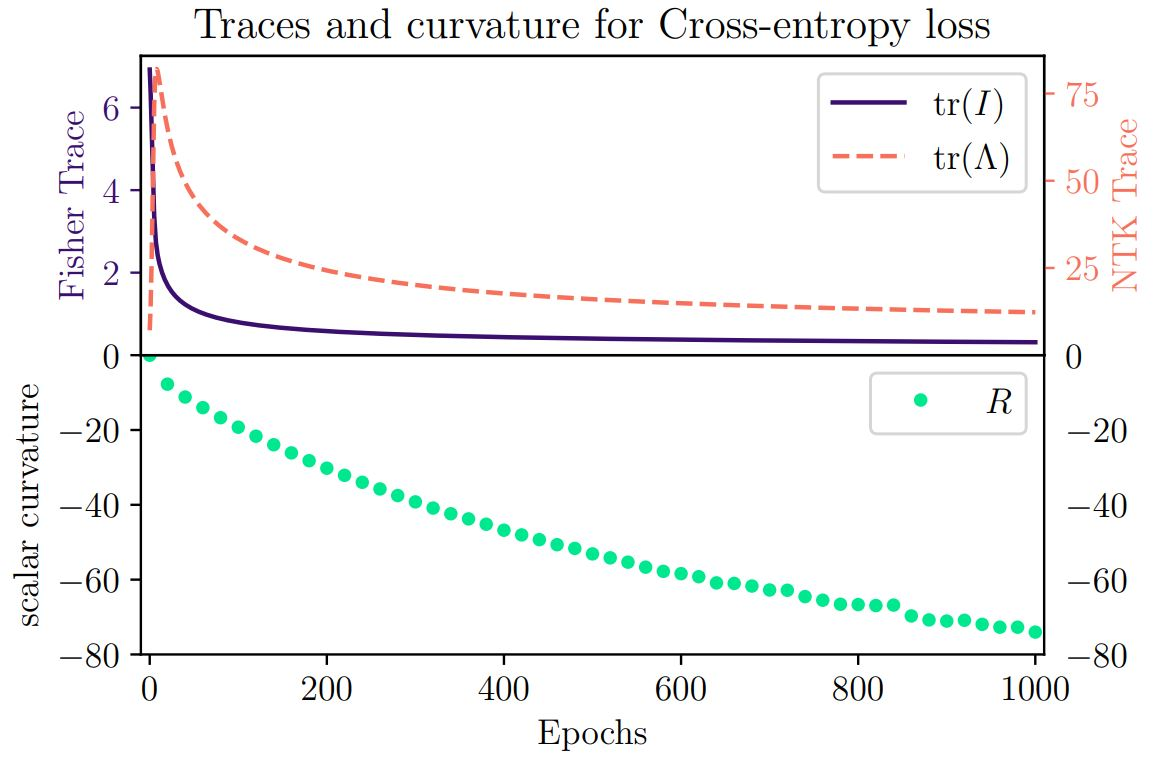 Traces and curvature for Cross-entropy loss
Fisher Trace
6
4
2
0
tr(I)
tr(Λ)
75
50
25
0
NTK Trace
scalar curvature
−20
−40
−60
−80
R
−20
−40
−60
−80
0 200 400 600 800 1000
Epochs